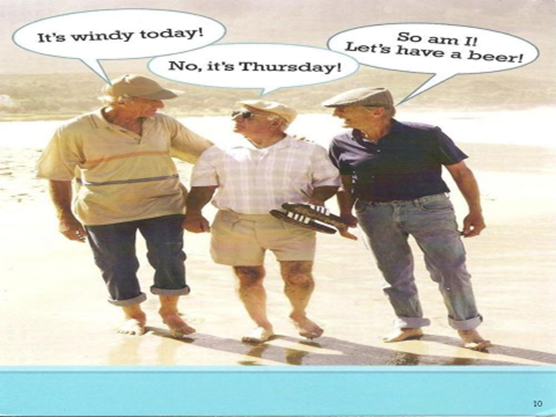 It's windy today!
No, it's Thursday!
So am I!
Let's have a beer!
10